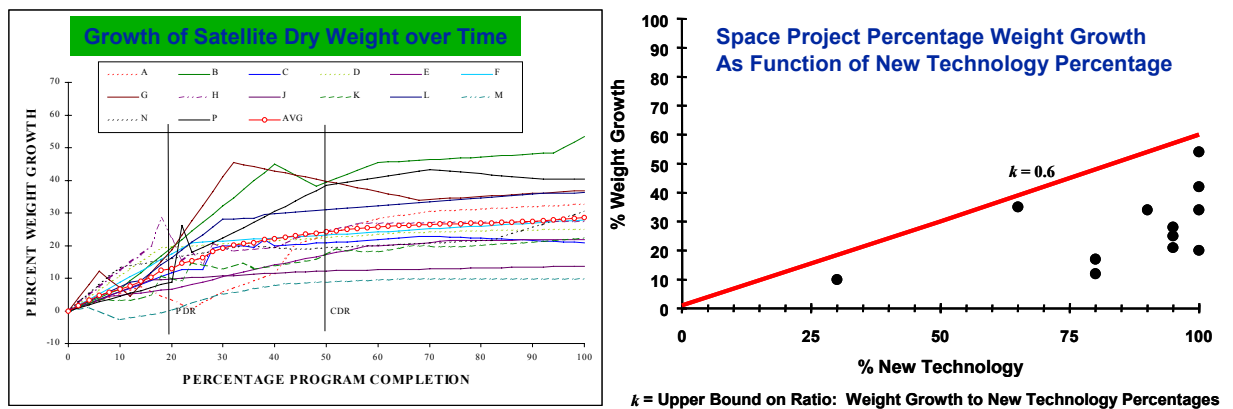 Growth of Satellite Dry Weight over Time
A B C D E F
G H J K L M
N P AVG
PERCENT WEIGHT GROWTH
70
60
50
40
30
20
10
0
-10
PDR
CDR
0 10 20 30 40 50 60 70 80 90 100
PERCENTAGE PROGRAM COMPLETION
Space Project Percentage Weight Growth
As Function of New Technology Percentage
% Weight Growth
100
90
80
70
60
50
40
30
20
10
0
k = 0.6
0 25 50 75 100
% New Technology
k = Upper Bound on Ratio: Weight Growth to New Technology Percentages